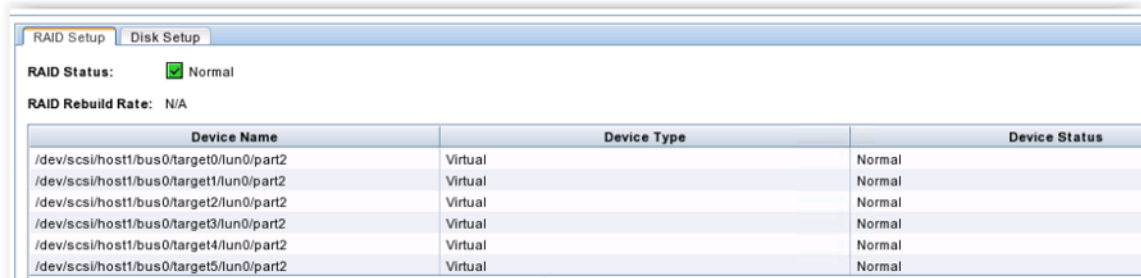 RAID Setup Disk Setup
RAID Status: Normal
RAID Rebuild Rate: N/A
Device Name Device Type Device Status
/dev/scsi/host1/bus0/target0/lun0/part2 Virtual Normal
/dev/scsi/host1/bus0/target1/lun0/part2 Virtual Normal
/dev/scsi/host1/bus0/target2/lun0/part2 Virtual Normal
/dev/scsi/host1/bus0/target3/lun0/part2 Virtual Normal
/dev/scsi/host1/bus0/target4/lun0/part2 Virtual Normal
/dev/scsi/host1/bus0/target5/lun0/part2 Virtual Normal